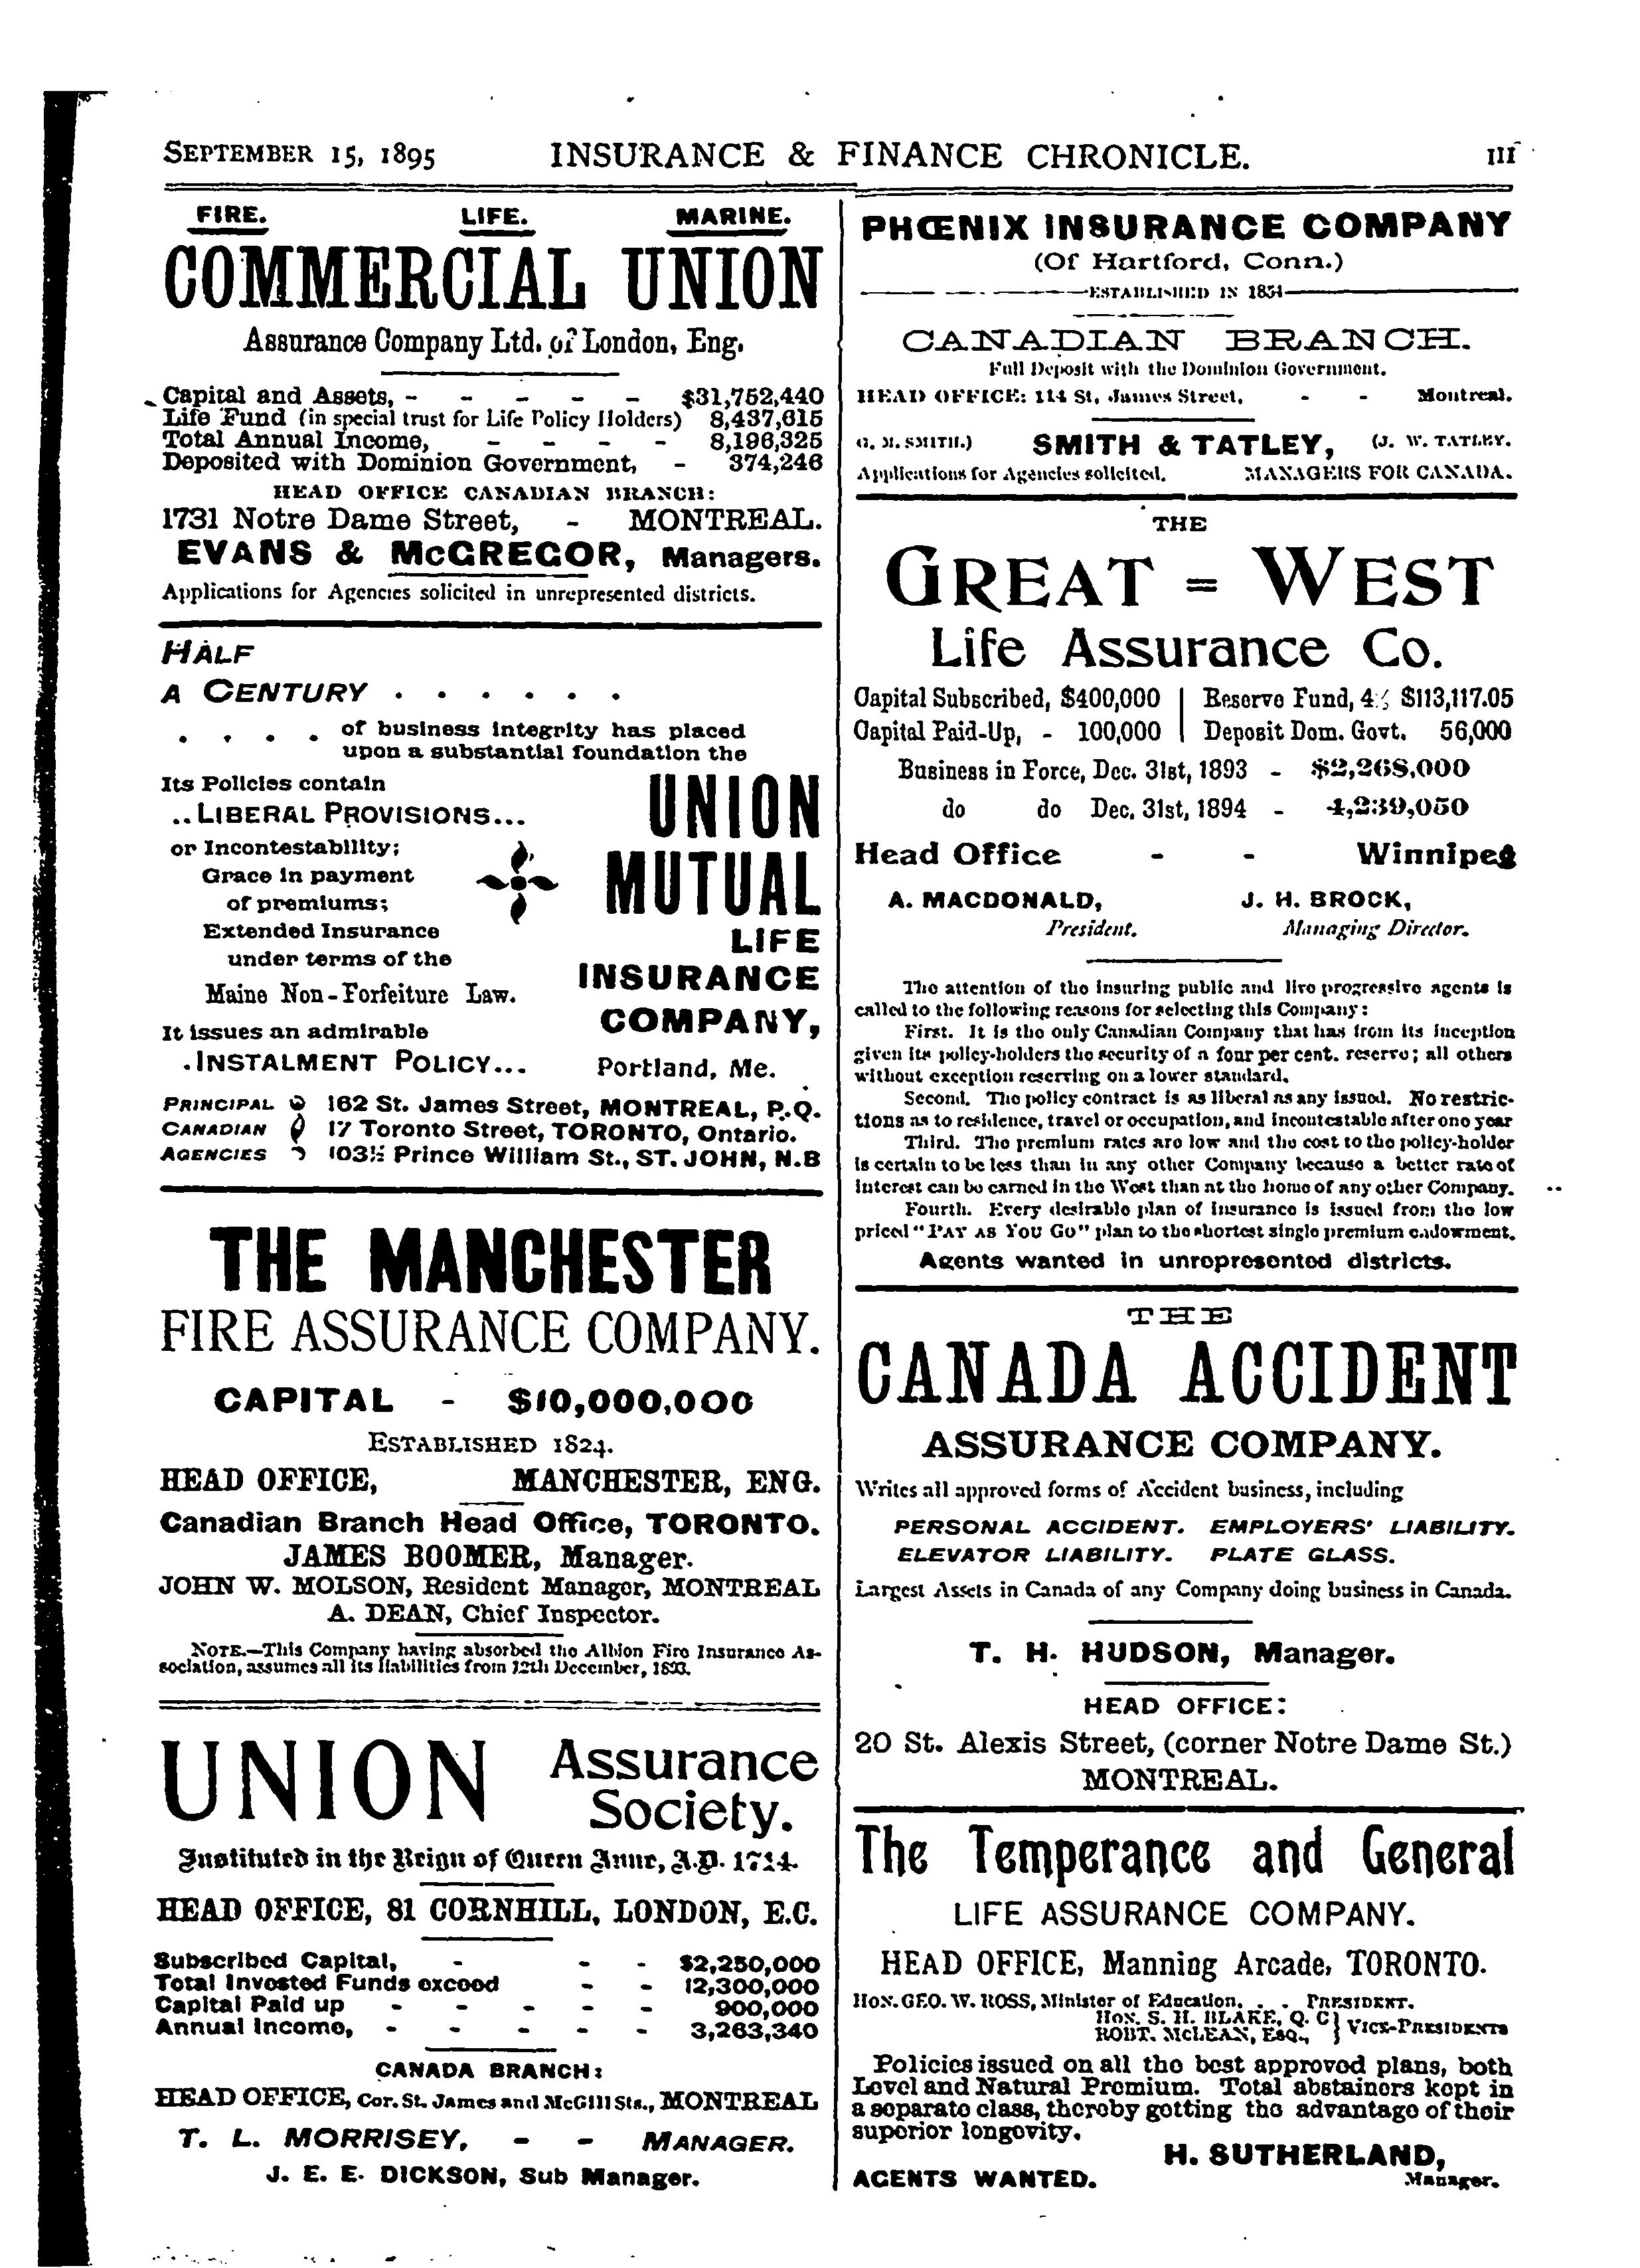 SEPTEMBER 15, 1895 INSURANCE & FINANCE CHRONICLE. III
FIRE. LIFE. MARINE.
COMMERCIAL UNION
Assurance Company Ltd. of London, Eng.
Capital and Assets, - - - - - $31,752,440
Life Fund (in special trust for Life Policy Holders) 8,437,615
Total Annual Income, - - - - 8,196,325
Deposited with Dominion Government, - 374,246
HEAD OFFICE CANADIAN BRANCH:
1731 Notre Dame Street, - MONTREAL.
EVANS & McGREGOR, Managers.
Applications for Agencies solicited in unrepresented districts.
HALF
A CENTURY . . . . . .
. . . . of business integrity has placed
upon a substantial foundation the
Its Policies contain
..LIBERAL PROVISIONS...
or Incontestability;
Grace in payment
of premiums;
Extended Insurance
under terms of the
Maine Non-Forfeiture Law.
It issues an admirable
.INSTALMENT POLICY...
UNION
MUTUAL
LIFE
INSURANCE
COMPANY,
Portland, Me.
PRINCIPAL 162 St. James Street, MONTREAL, P.Q.
CANADIAN 17 Toronto Street, TORONTO, Ontario.
AGENCIES 103½ Prince William St., ST. JOHN, N.B
THE MANCHESTER
FIRE ASSURANCE COMPANY.
CAPITAL - $10,000,000
ESTABLISHED 1824.
HEAD OFFICE, MANCHESTER, ENG.
Canadian Branch Head Office, TORONTO.
JAMES BOOMER, Manager.
JOHN W. MOLSON, Resident Manager, MONTREAL
A. DEAN, Chief Inspector.
NOTE.—This Company having absorbed the Albion Fire Insurance As-
sociation, assumes all its liabilities from 12th December, 1893.
UNION Assurance
Society.
Instituted in the Reign of Queen Anne, A.D. 1714.
HEAD OFFICE, 81 CORNHILL, LONDON, E.C.
Subscribed Capital, - - - $2,250,000
Total Invested Funds exceed - - 12,300,000
Capital Paid up - - - - - 900,000
Annual Income, - - - - - 3,263,340
CANADA BRANCH:
HEAD OFFICE, Cor. St. James and McGill Sts., MONTREAL
T. L. MORRISEY, - - MANAGER.
J. E. E. DICKSON, Sub Manager.
PHŒNIX INSURANCE COMPANY
(Of Hartford, Conn.)
ESTABLISHED IN 1854
CANADIAN BRANCH.
Full Deposit with the Dominion Government.
HEAD OFFICE: 114 St. James Street, - - Montreal.
(J. M. SMITH.) SMITH & TATLEY, (J. W. TATLEY.
Applications for Agencies solicited. MANAGERS FOR CANADA.
THE
GREAT = WEST
Life Assurance Co.
Capital Subscribed, $400,000 | Reserve Fund, 4% $113,117.05
Capital Paid-Up, - 100,000 | Deposit Dom. Govt. 56,000
Business in Force, Dec. 31st, 1893 - $2,268,000
do do Dec. 31st, 1894 - 4,239,050
Head Office - - Winnipeg
A. MACDONALD, J. H. BROCK,
President. Managing Director.
The attention of the insuring public and live progressive agents is
called to the following reasons for selecting this Company:
First. It is the only Canadian Company that has from its inception
given its policy-holders the security of a four per cent. reserve; all others
without exception reserving on a lower standard.
Second. The policy contract is as liberal as any issued. No restric-
tions as to residence, travel or occupation, and incontestable after one year
Third. The premium rates are low and the cost to the policy-holder
is certain to be less than in any other Company because a better rate of
interest can be earned in the West than at the home of any other Company.
Fourth. Every desirable plan of insurance is issued from the low
priced "PAY AS YOU GO" plan to the shortest single premium endowment.
Agents wanted in unrepresented districts.
THE
CANADA ACCIDENT
ASSURANCE COMPANY.
Writes all approved forms of Accident business, including
PERSONAL ACCIDENT. EMPLOYERS' LIABILITY.
ELEVATOR LIABILITY. PLATE GLASS.
Largest Assets in Canada of any Company doing business in Canada.
T. H. HUDSON, Manager.
HEAD OFFICE:
20 St. Alexis Street, (corner Notre Dame St.)
MONTREAL.
The Temperance and General
LIFE ASSURANCE COMPANY.
HEAD OFFICE, Manning Arcade, TORONTO.
HON. GEO. W. ROSS, Minister of Education. . . PRESIDENT.
HON. S. H. BLAKE, Q. C
ROBT. McLEAN, ESQ., } VICE-PRESIDENTS
Policies issued on all the best approved plans, both
Level and Natural Premium. Total abstainers kept in
a separate class, thereby getting the advantage of their
superior longevity.
H. SUTHERLAND,
AGENTS WANTED. Manager.